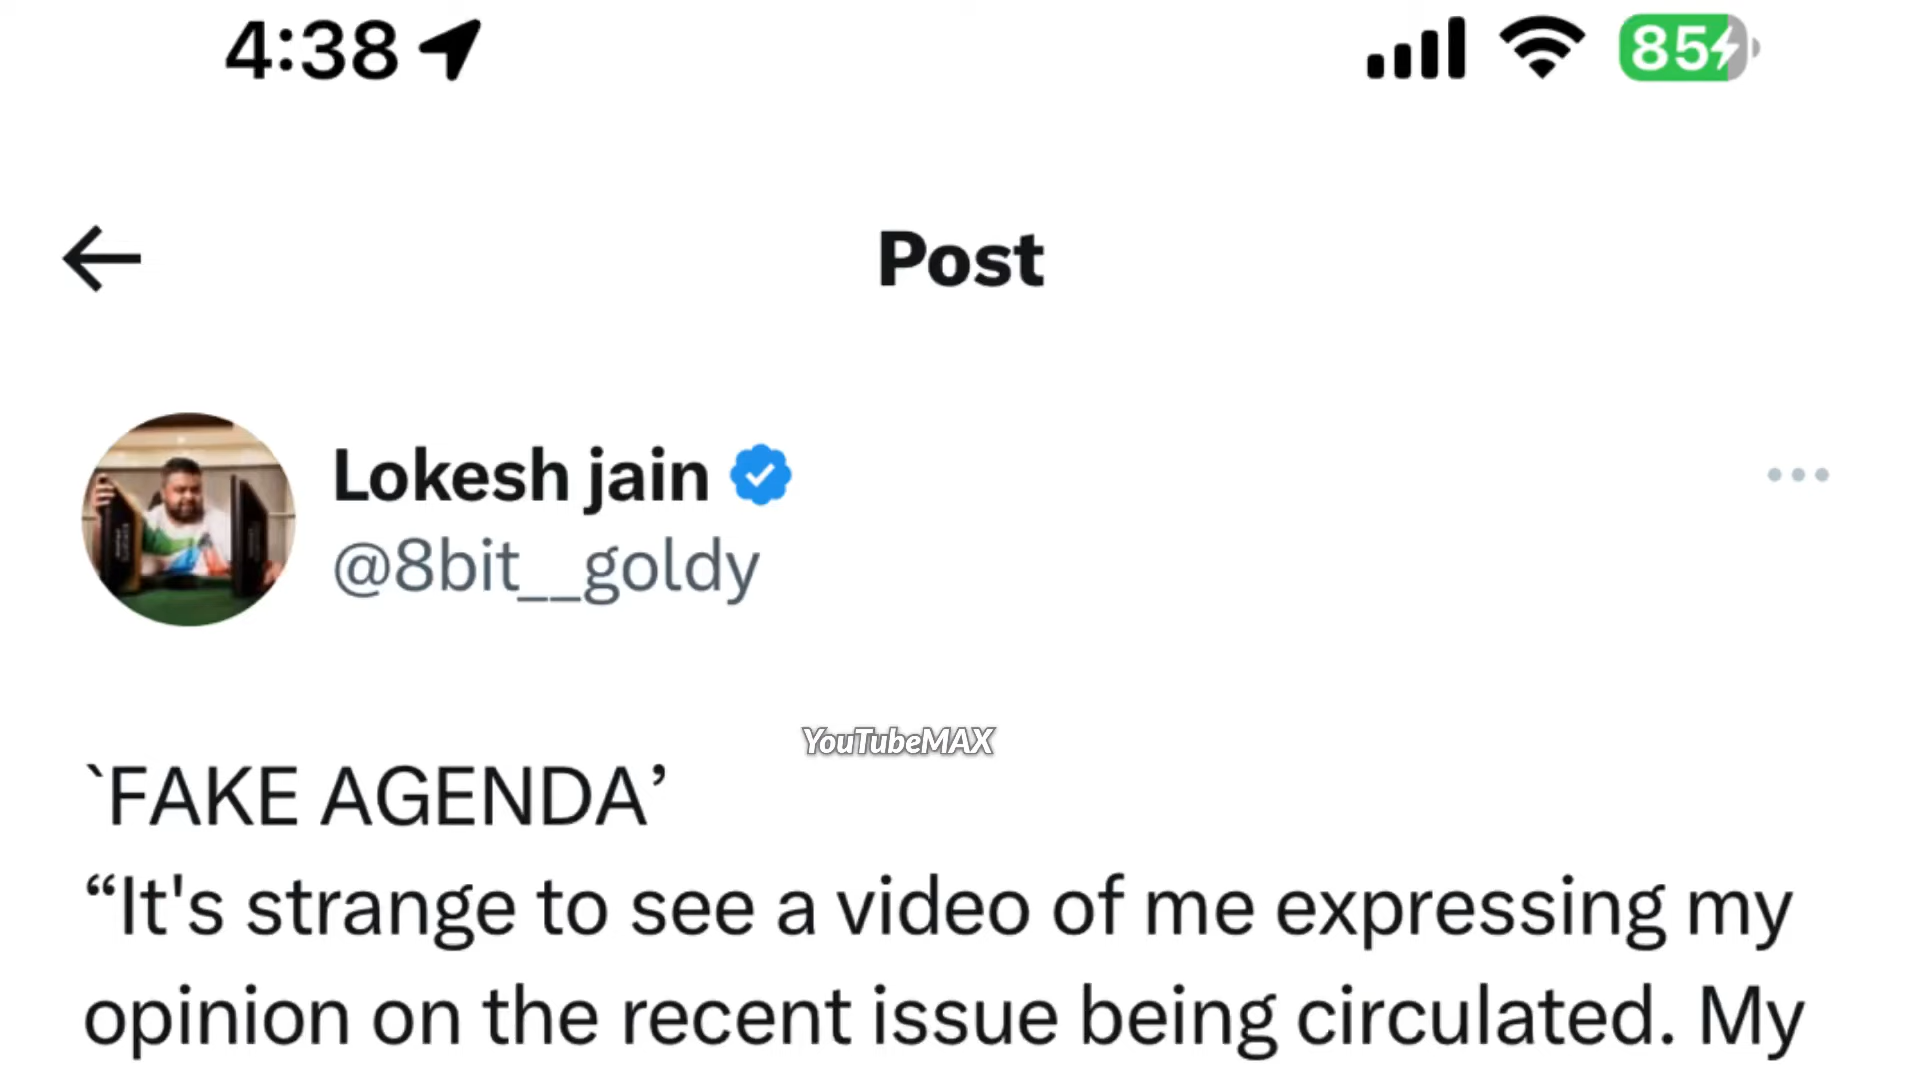 4:38
85
Post
Lokesh jain
@8bit__goldy
YouTubeMAX
`FAKE AGENDA’
“It's strange to see a video of me expressing my
opinion on the recent issue being circulated. My